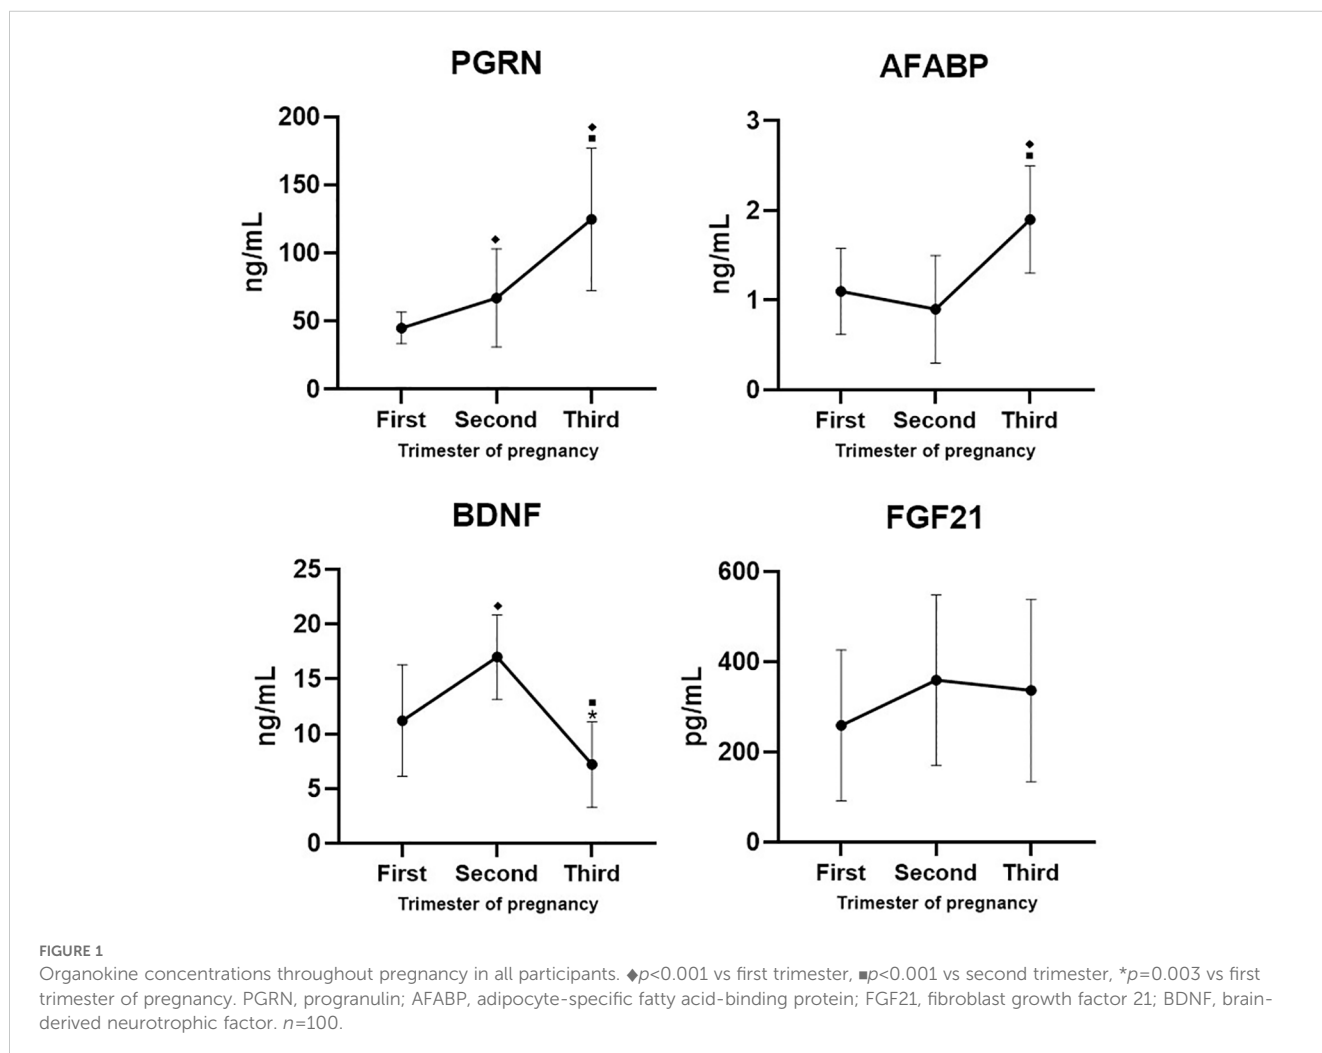 PGRN
200
150
100
50
0
ng/mL
◆
◆
■
First Second Third
Trimester of pregnancy
AFABP
3
2
1
0
ng/mL
◆
■
First Second Third
Trimester of pregnancy
BDNF
25
20
15
10
5
0
ng/mL
◆
■
*
First Second Third
Trimester of pregnancy
FGF21
600
400
200
0
pg/mL
First Second Third
Trimester of pregnancy
FIGURE 1
Organokine concentrations throughout pregnancy in all participants. ◆p<0.001 vs first trimester, ■p<0.001 vs second trimester, *p=0.003 vs first
trimester of pregnancy. PGRN, progranulin; AFABP, adipocyte-specific fatty acid-binding protein; FGF21, fibroblast growth factor 21; BDNF, brain-
derived neurotrophic factor. n=100.